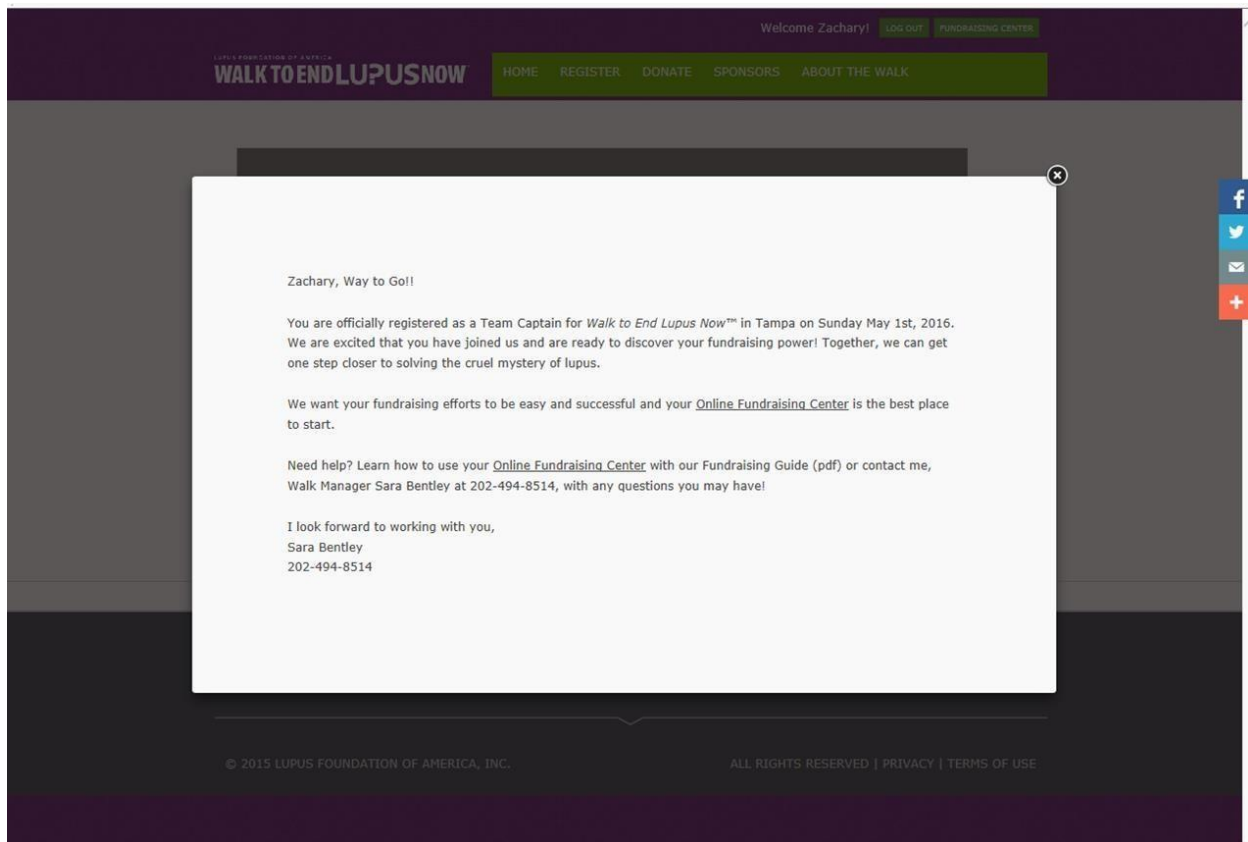 Welcome Zachary! LOG OUT FUNDRAISING CENTER
LUPUS FOUNDATION OF AMERICA
WALK TO END LUPUS NOW™ HOME REGISTER DONATE SPONSORS ABOUT THE WALK
Zachary, Way to Go!!
You are officially registered as a Team Captain for Walk to End Lupus Now™ in Tampa on Sunday May 1st, 2016.
We are excited that you have joined us and are ready to discover your fundraising power! Together, we can get
one step closer to solving the cruel mystery of lupus.
We want your fundraising efforts to be easy and successful and your Online Fundraising Center is the best place
to start.
Need help? Learn how to use your Online Fundraising Center with our Fundraising Guide (pdf) or contact me,
Walk Manager Sara Bentley at 202-494-8514, with any questions you may have!
I look forward to working with you,
Sara Bentley
202-494-8514
© 2015 LUPUS FOUNDATION OF AMERICA, INC. ALL RIGHTS RESERVED | PRIVACY | TERMS OF USE